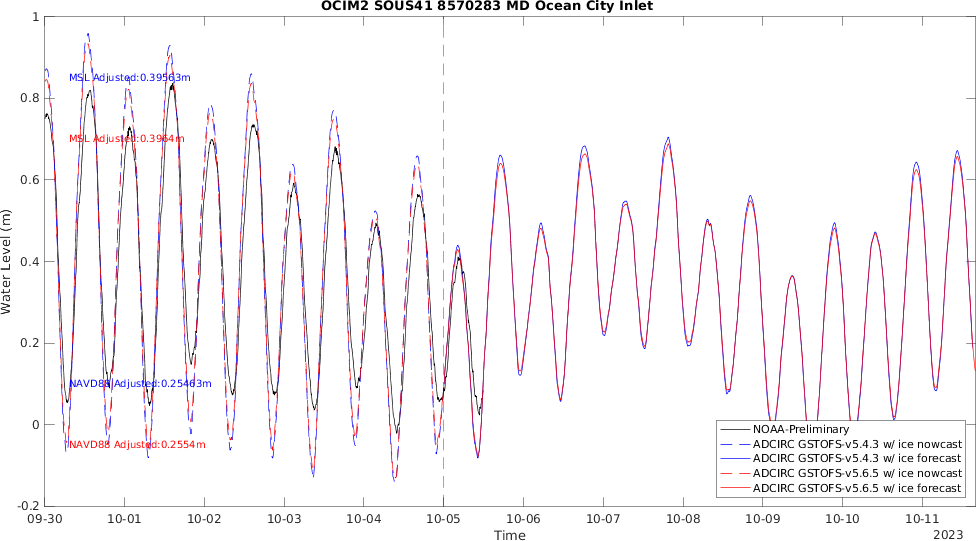 OCIM2 SOUS41 8570283 MD Ocean City Inlet
1
0.8
0.6
0.4
0.2
0
-0.2
Water Level (m)
MSL Adjusted:0.39563m
MSL Adjusted:0.3964m
NAVD88 Adjusted:0.25463m
NAVD88 Adjusted:0.2554m
NOAA-Preliminary
ADCIRC GSTOFS-v5.4.3 w/ ice nowcast
ADCIRC GSTOFS-v5.4.3 w/ ice forecast
ADCIRC GSTOFS-v5.6.5 w/ ice nowcast
ADCIRC GSTOFS-v5.6.5 w/ ice forecast
09-30 10-01 10-02 10-03 10-04 10-05 10-06 10-07 10-08 10-09 10-10 10-11
Time
2023